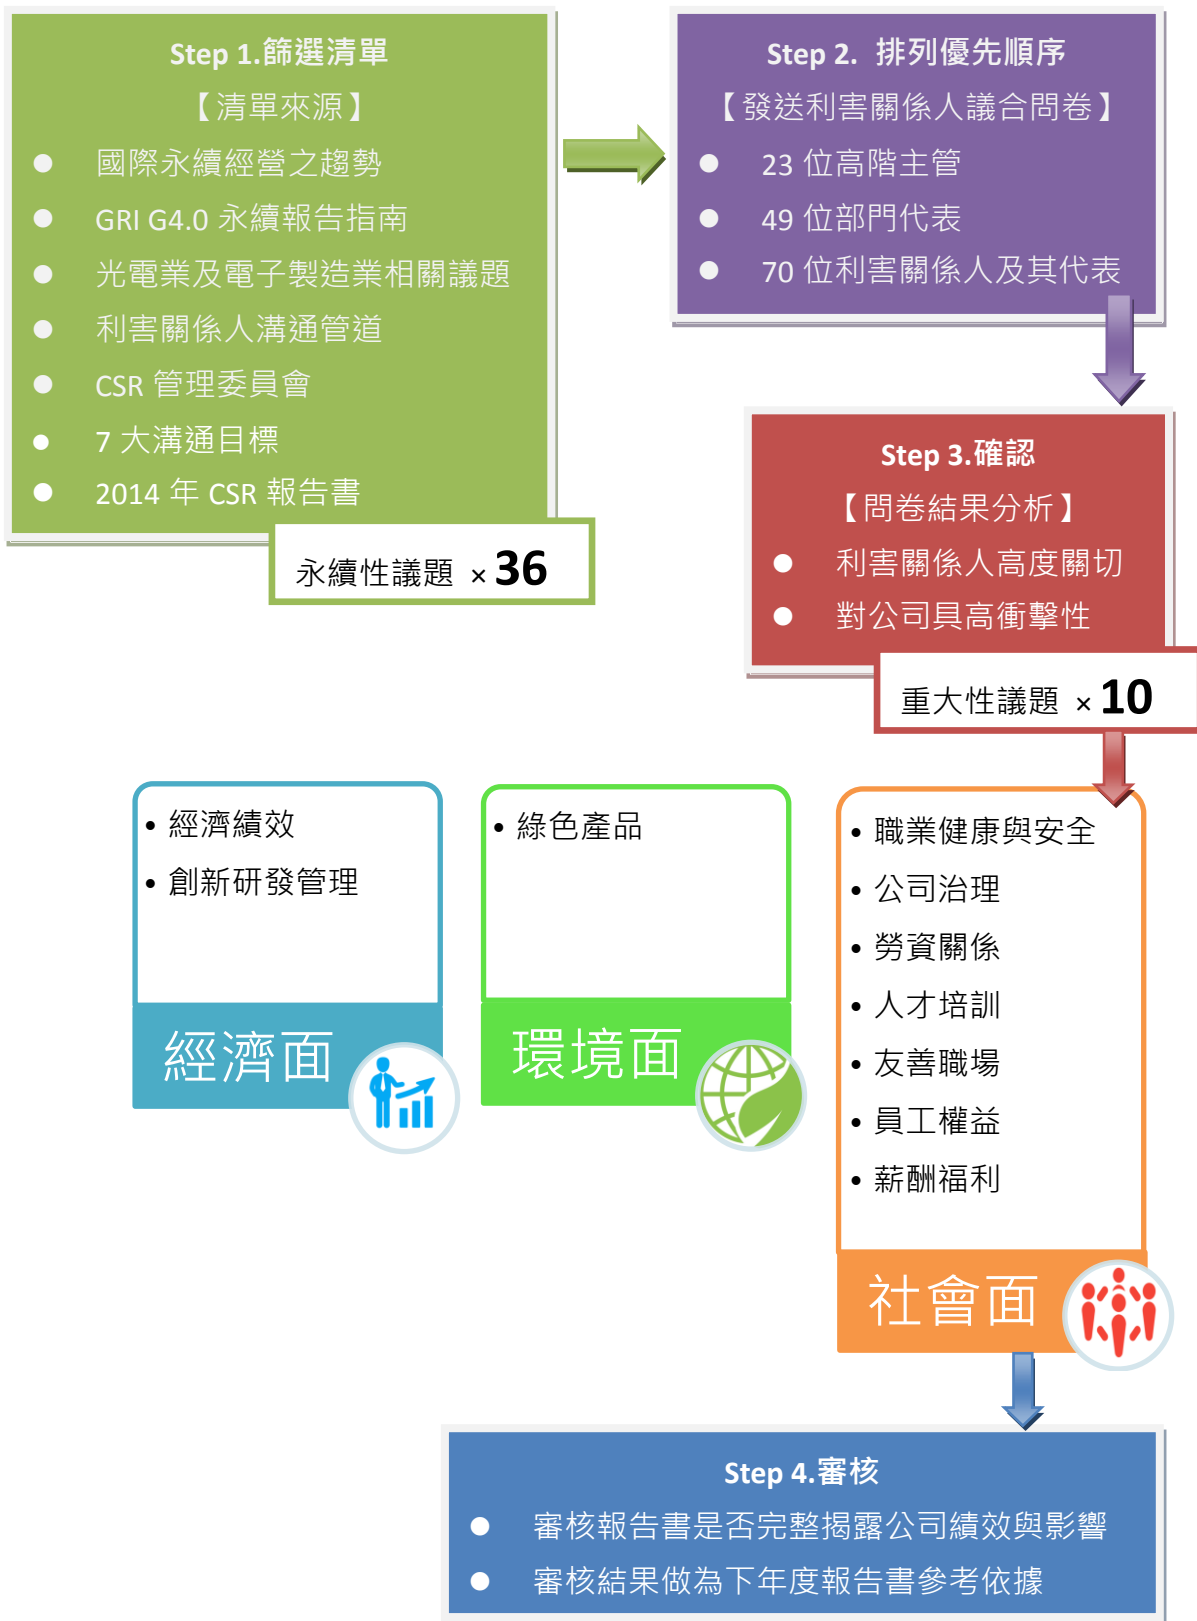 Step 1.篩選清單
【清單來源】
● 國際永續經營之趨勢
● GRI G4.0 永續報告指南
● 光電業及電子製造業相關議題
● 利害關係人溝通管道
● CSR 管理委員會
● 7 大溝通目標
● 2014 年 CSR 報告書
永續性議題 × 36
Step 2. 排列優先順序
【發送利害關係人議合問卷】
● 23 位高階主管
● 49 位部門代表
● 70 位利害關係人及其代表
Step 3.確認
【問卷結果分析】
● 利害關係人高度關切
● 對公司具高衝擊性
重大性議題 × 10
• 經濟績效
• 創新研發管理
經濟面
• 綠色產品
環境面
• 職業健康與安全
• 公司治理
• 勞資關係
• 人才培訓
• 友善職場
• 員工權益
• 薪酬福利
社會面
Step 4.審核
● 審核報告書是否完整揭露公司績效與影響
● 審核結果做為下年度報告書參考依據